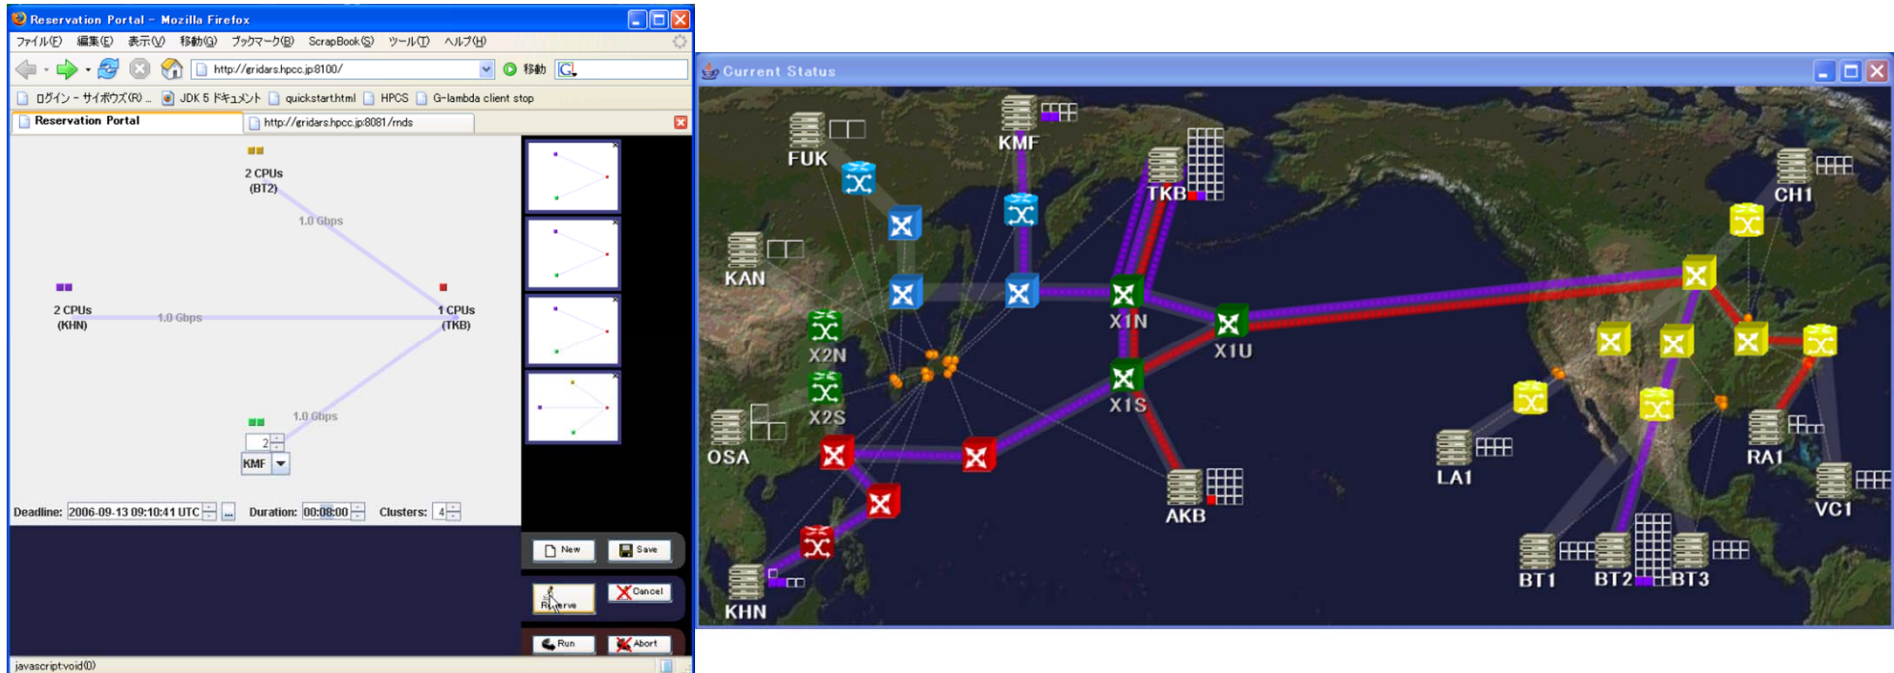 Reservation Portal - Mozilla Firefox
ファイル(F) 編集(E) 表示(V) 移動(G) ブックマーク(B) ScrapBook(S) ツール(T) ヘルプ(H)
http://gridars.hpcc.jp:8100/ 移動 G
ログイン - サイボウズ(R) ... JDK 5 ドキュメント quickstart.html HPCS G-lambda client stop
Reservation Portal http://gridars.hpcc.jp:8081/rnds
2 CPUs
(BT2)
1.0 Gbps
2 CPUs
(KHN)
1.0 Gbps
1 CPUs
(TKB)
1.0 Gbps
2
KMF
Deadline: 2006-09-13 09:10:41 UTC ... Duration: 00:08:00 Clusters: 4
New Save
Reserve Cancel
Run Abort
javascript:void(0)
Current Status
FUK
KMF
TKB
CH1
KAN
X1N
X1U
X2N
X2S
X1S
OSA
LA1
RA1
AKB
VC1
BT1 BT2 BT3
KHN